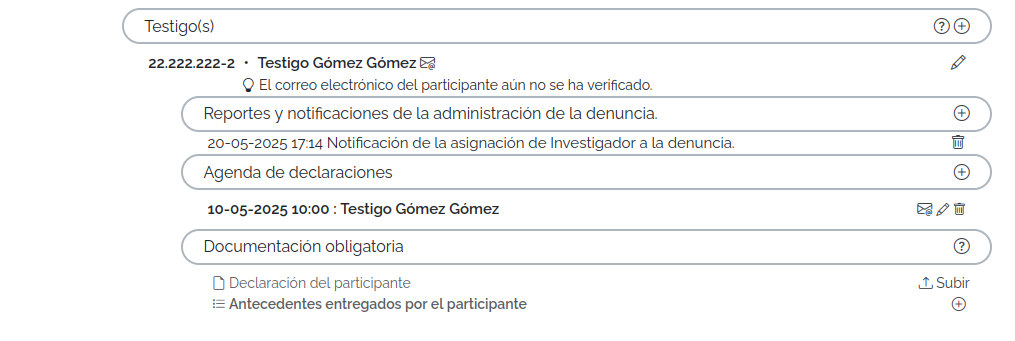 Testigo(s)
22.222.222-2 • Testigo Gómez Gómez
El correo electrónico del participante aún no se ha verificado.
Reportes y notificaciones de la administración de la denuncia.
20-05-2025 17:14 Notificación de la asignación de Investigador a la denuncia.
Agenda de declaraciones
10-05-2025 10:00 : Testigo Gómez Gómez
Documentación obligatoria
Declaración del participante Subir
Antecedentes entregados por el participante